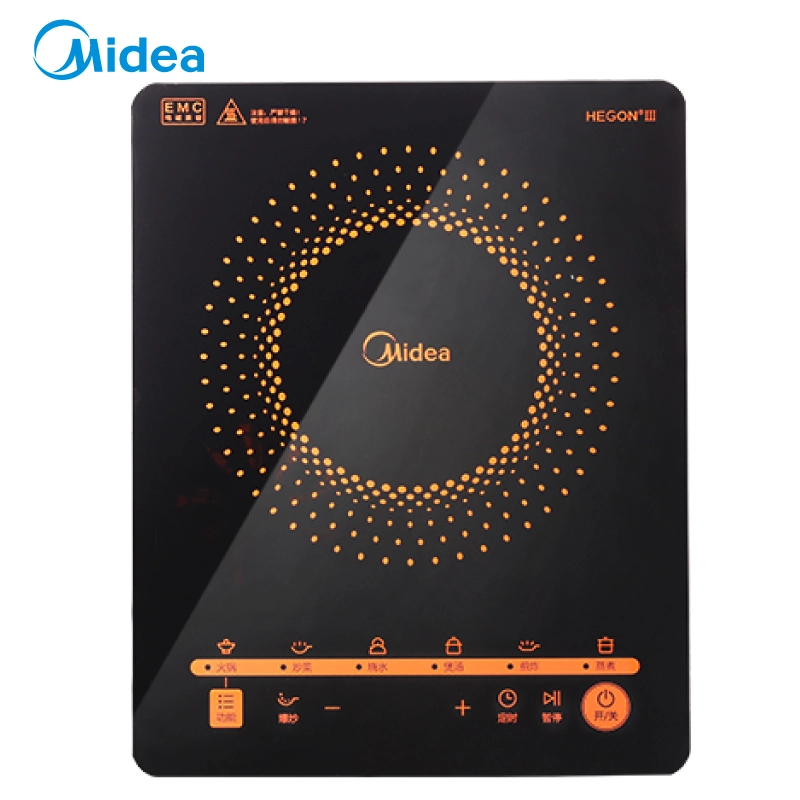 Midea
EMC
HEGON®III
Midea
火锅 炒菜 烧水 煲汤 煎炸 蒸煮
功能 爆炒 − + 定时 暂停 开/关